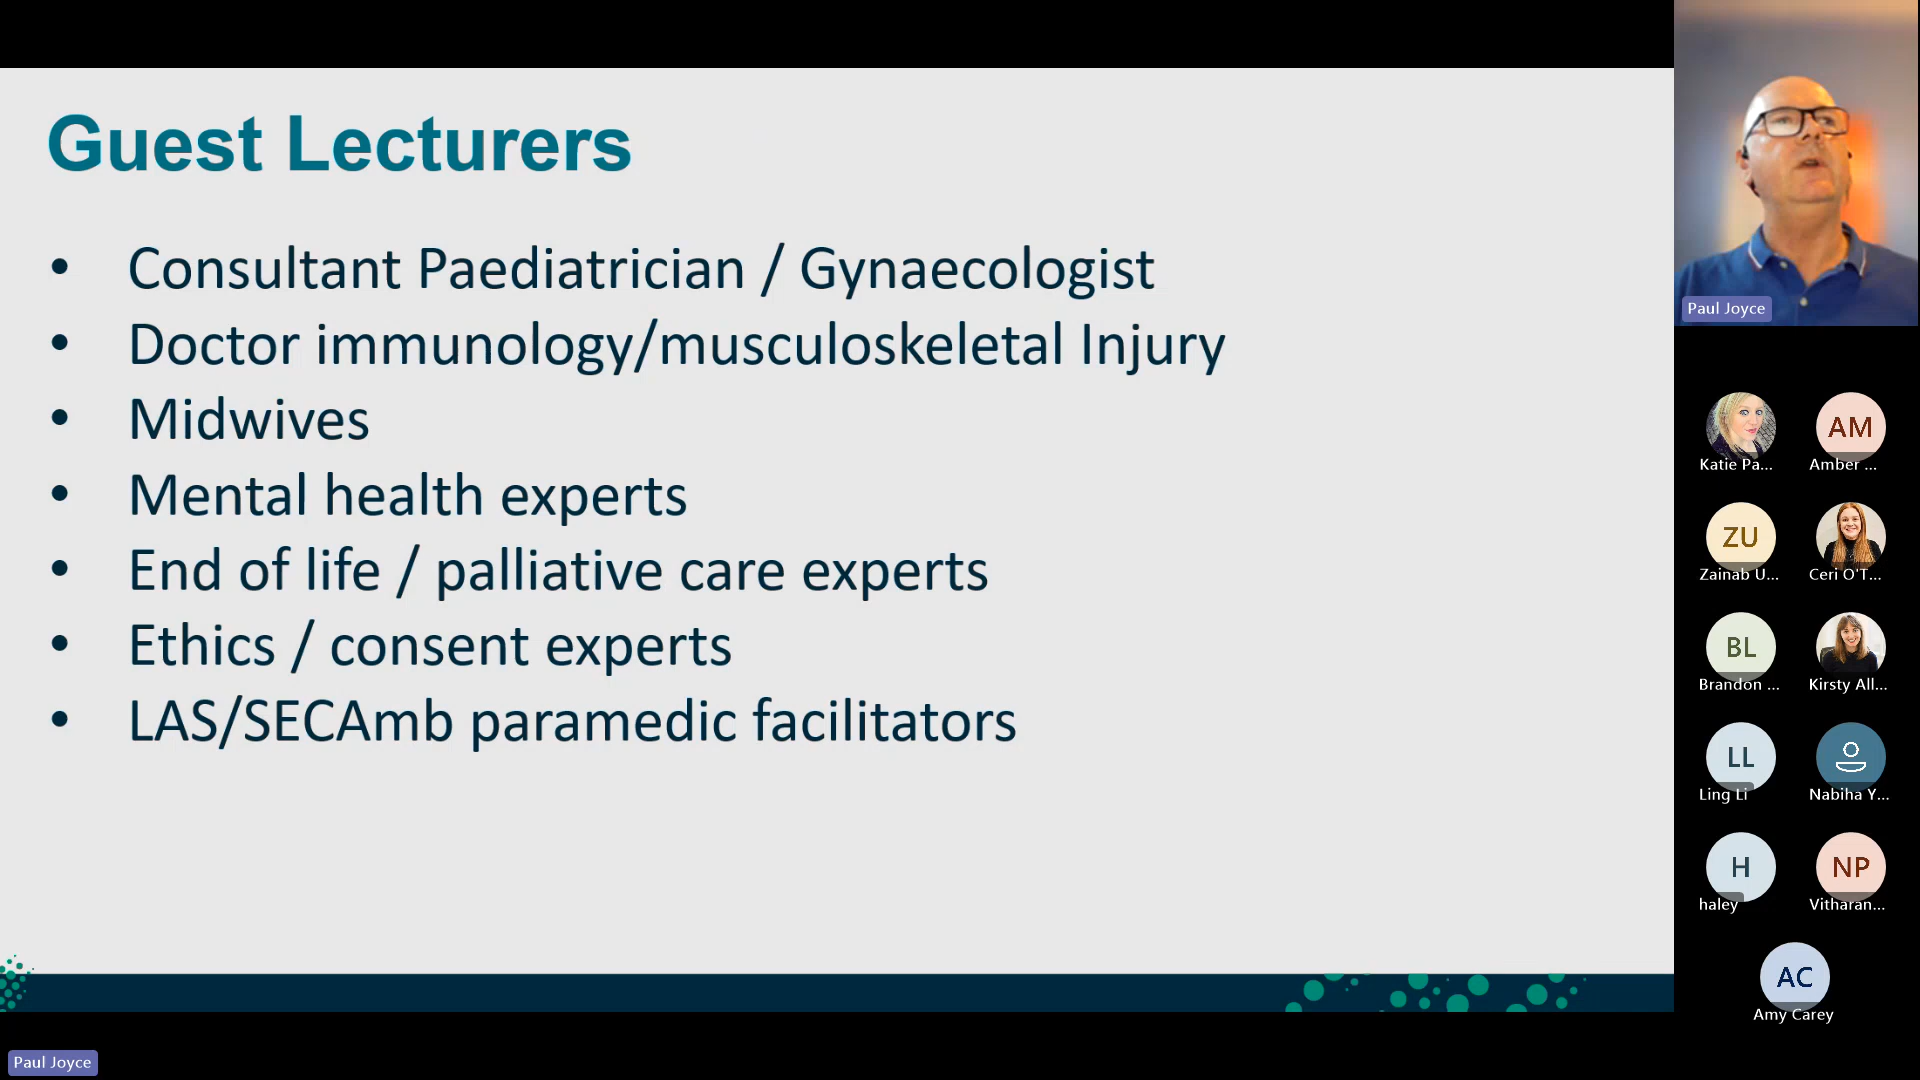 Guest Lecturers
• Consultant Paediatrician / Gynaecologist
• Doctor immunology/musculoskeletal Injury
• Midwives
• Mental health experts
• End of life / palliative care experts
• Ethics / consent experts
• LAS/SECAmb paramedic facilitators
Paul Joyce
Katie Pa...
AM
Amber ...
ZU
Zainab U...
Ceri O'T...
BL
Brandon ...
Kirsty All...
LL
Ling Li
Nabiha Y...
H
haley
NP
Vitharan...
AC
Amy Carey
Paul Joyce